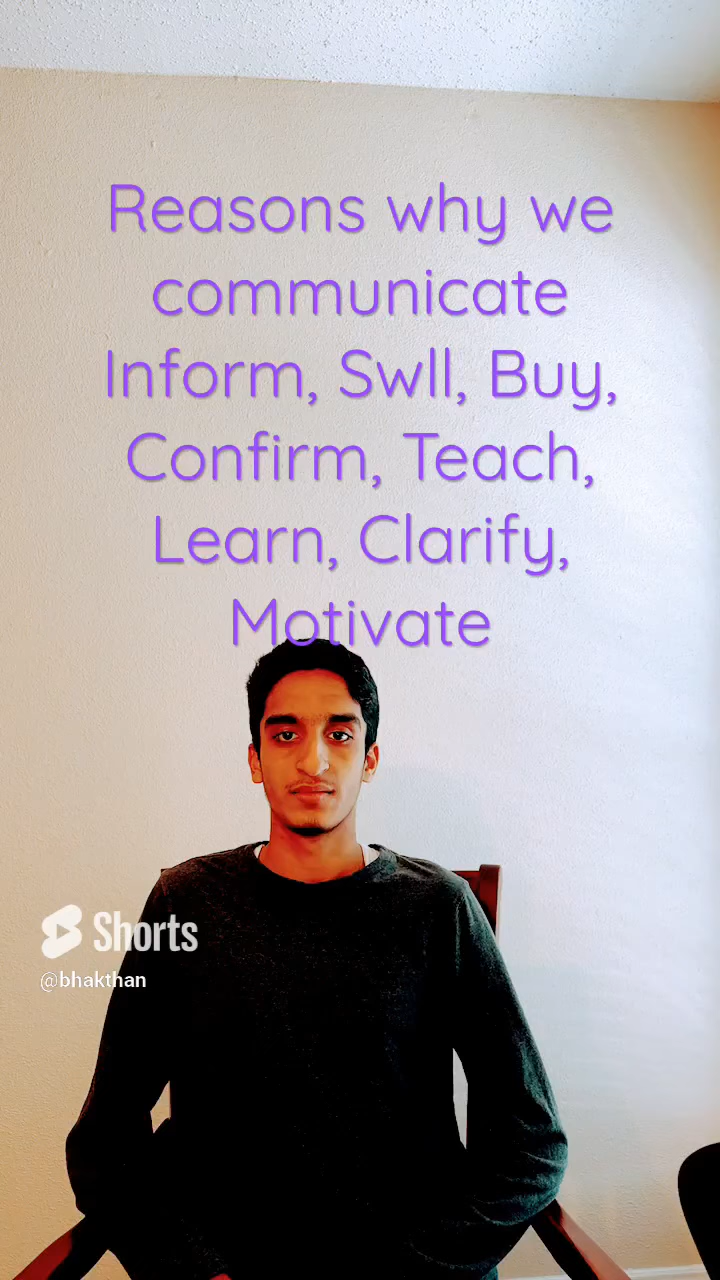 Reasons why we
communicate
Inform, Swll, Buy,
Confirm, Teach,
Learn, Clarify,
Motivate
Shorts
@bhakthan